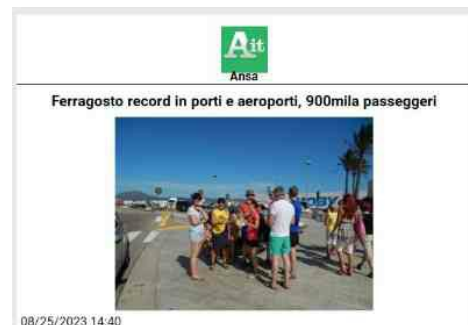 Ait
Ansa
Ferragosto record in porti e aeroporti, 900mila passeggeri
08/25/2023 14:40